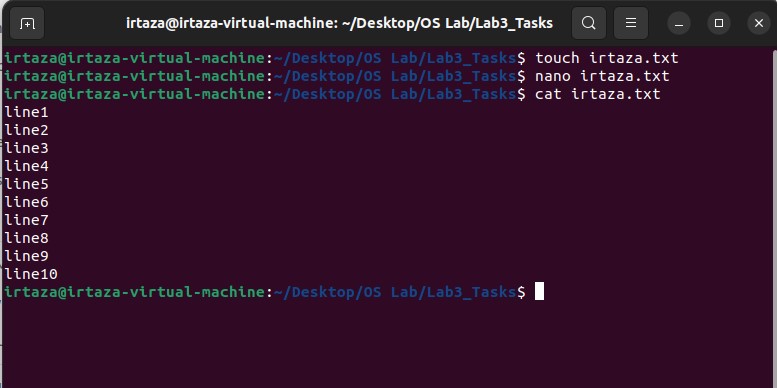 irtaza@irtaza-virtual-machine: ~/Desktop/OS Lab/Lab3_Tasks
irtaza@irtaza-virtual-machine:~/Desktop/OS Lab/Lab3_Tasks$ touch irtaza.txt
irtaza@irtaza-virtual-machine:~/Desktop/OS Lab/Lab3_Tasks$ nano irtaza.txt
irtaza@irtaza-virtual-machine:~/Desktop/OS Lab/Lab3_Tasks$ cat irtaza.txt
line1
line2
line3
line4
line5
line6
line7
line8
line9
line10
irtaza@irtaza-virtual-machine:~/Desktop/OS Lab/Lab3_Tasks$